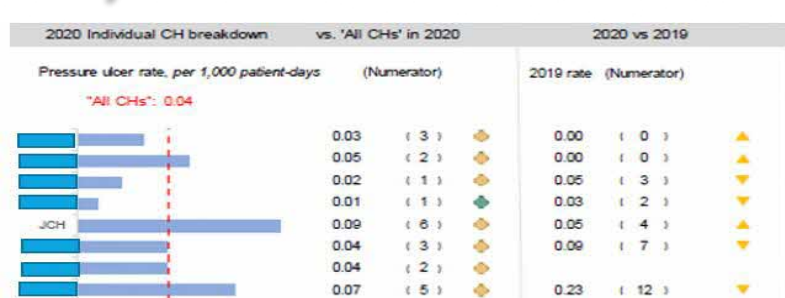 2020 Individual CH breakdown vs. 'All CHs' in 2020 2020 vs 2019
Pressure ulcer rate, per 1,000 patient-days (Numerator) 2019 rate (Numerator)
"All CHs": 0.04
0.03 ( 3 ) 0.00 ( 0 )
0.05 ( 2 ) 0.00 ( 0 )
0.02 ( 1 ) 0.05 ( 3 )
0.01 ( 1 ) 0.03 ( 2 )
JCH 0.09 ( 6 ) 0.05 ( 4 )
0.04 ( 3 ) 0.09 ( 7 )
0.04 ( 2 )
0.07 ( 5 ) 0.23 ( 12 )